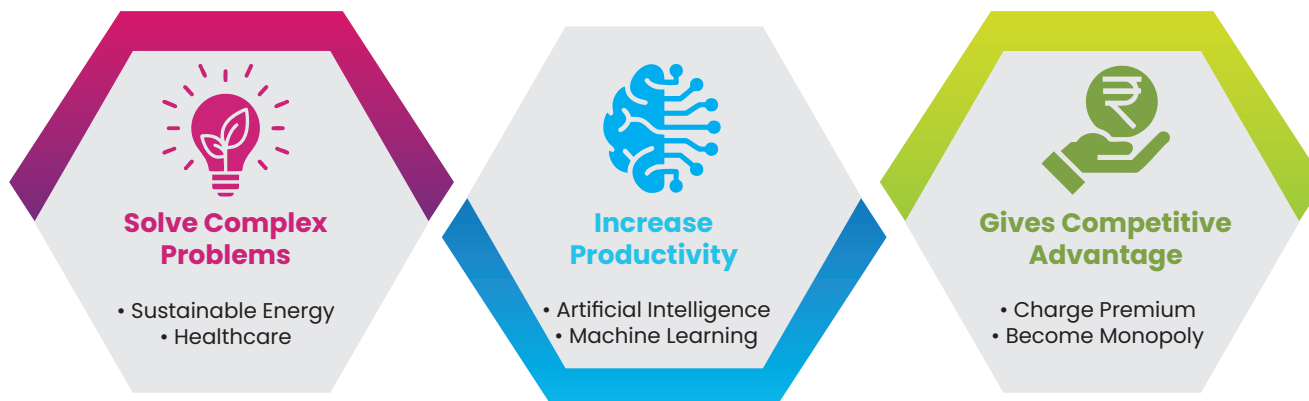 Solve Complex
Problems
• Sustainable Energy
• Healthcare
Increase
Productivity
• Artificial Intelligence
• Machine Learning
₹
Gives Competitive
Advantage
• Charge Premium
• Become Monopoly